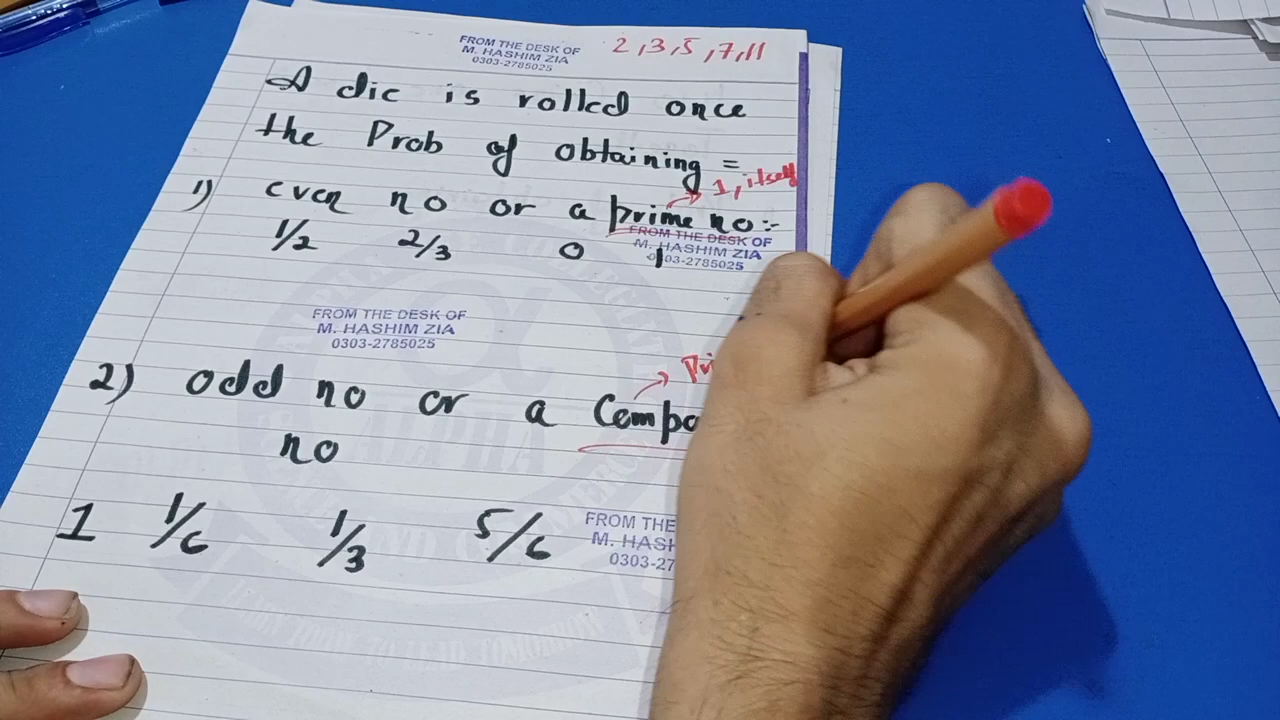 FROM THE DESK OF
M. HASHIM ZIA
0303-2785025
2,3,5,7,11
A die is rolled once
the Prob of obtaining =
1, itself
1) even no or a prime no:-
FROM THE DESK OF
M. HASHIM ZIA
03-2785025
1/2 2/3 0 1
FROM THE DESK OF
M. HASHIM ZIA
0303-2785025
Pri
2) odd no or a Compo
no
1 1/6 1/3 5/6
FROM THE
M. HASH
0303-27
ALPHA